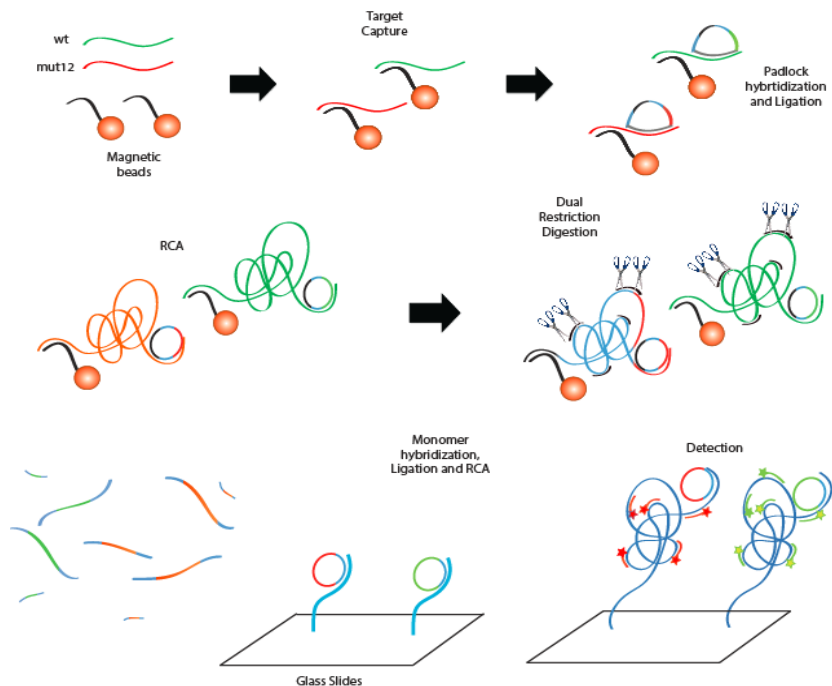 wt
mut12
Magnetic
beads
Target
Capture
Padlock
hybrtidization
and Ligation
RCA
Dual
Restriction
Digestion
Monomer
hybridization,
Ligation and RCA
Glass Slides
Detection